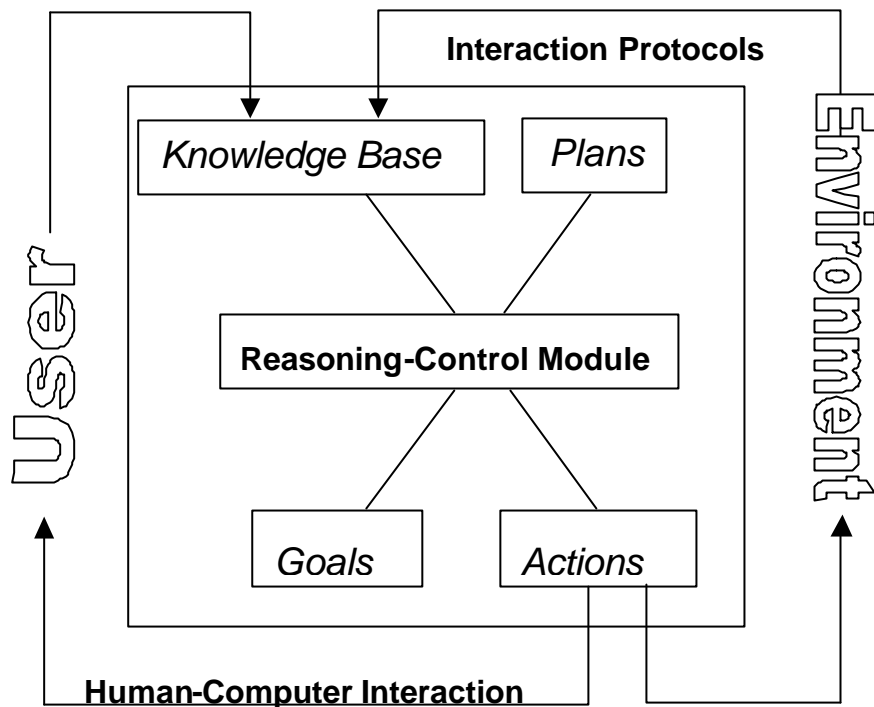 Interaction Protocols
Knowledge Base
Plans
User
Environment
Reasoning-Control Module
Goals
Actions
Human-Computer Interaction